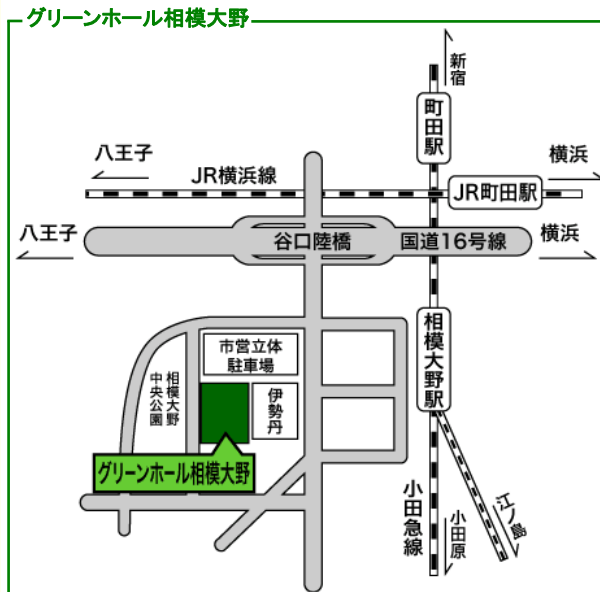 グリーンホール相模大野
新宿
町田駅
八王子
横浜
JR横浜線
JR町田駅
八王子
谷口陸橋
国道16号線
横浜
相模大野駅
市営立体
駐車場
相模大野
中央公園
伊勢丹
グリーンホール相模大野
小田急線
小田原
江ノ島